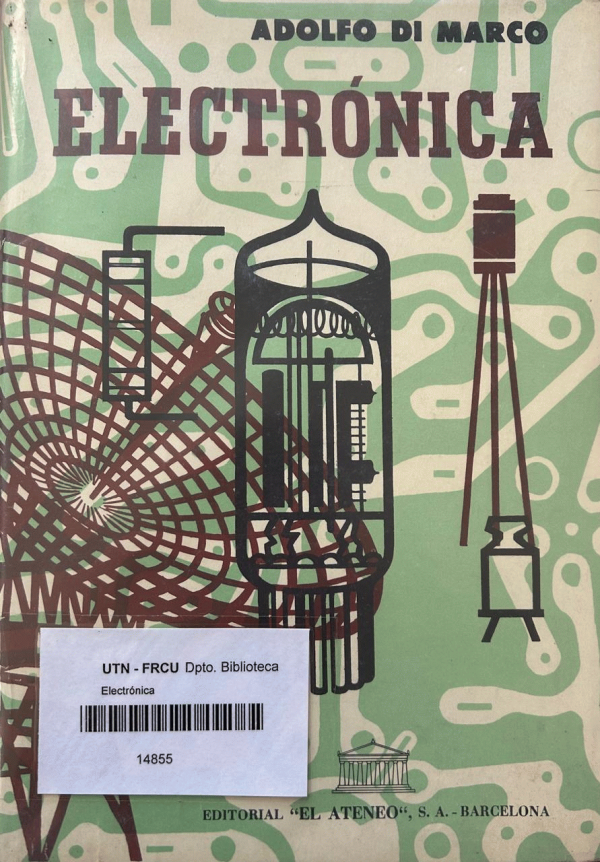 ADOLFO DI MARCO
ELECTRÓNICA
UTN - FRCU Dpto. Biblioteca
Electrónica
14855
EDITORIAL "EL ATENEO", S. A. - BARCELONA